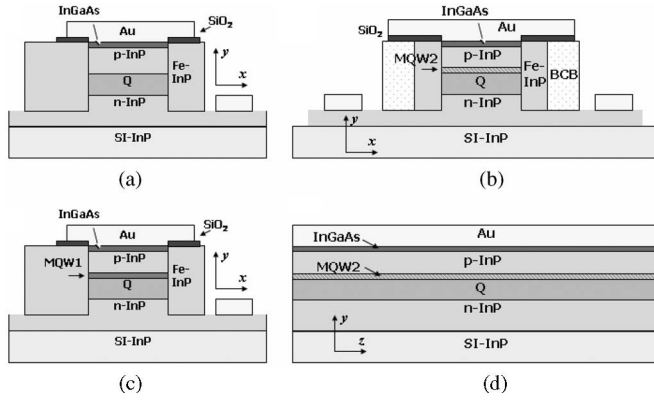 InGaAs
SiO₂
Au
p-InP
Q
Fe-
InP
n-InP
y
x
SI-InP
(a)
SiO₂
InGaAs
Au
MQW2
p-InP
Q
Fe-
InP
BCB
n-InP
y
x
SI-InP
(b)
InGaAs
SiO₂
Au
MQW1
p-InP
Q
Fe-
InP
n-InP
y
x
SI-InP
(c)
Au
InGaAs
p-InP
MQW2
Q
n-InP
y
z
SI-InP
(d)